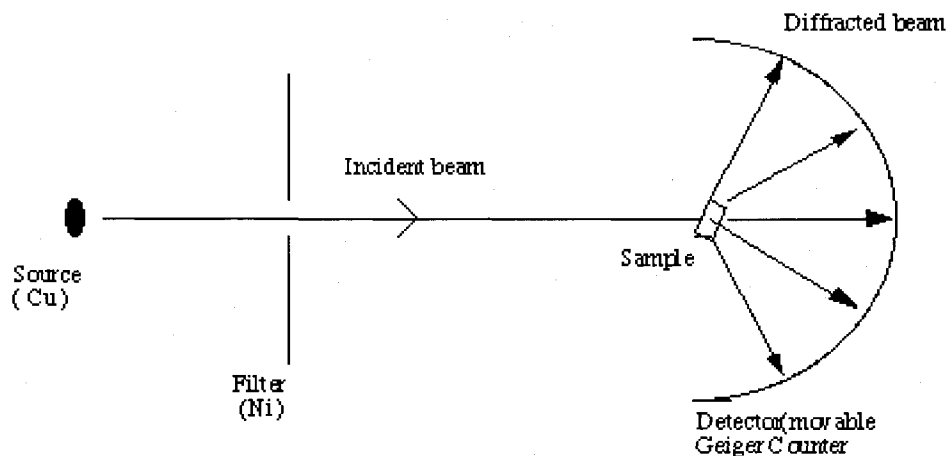 Diffracted beam
Incident beam
Sample
Source
( Cu)
Filter
(Ni)
Detector(movable
Geiger Counter